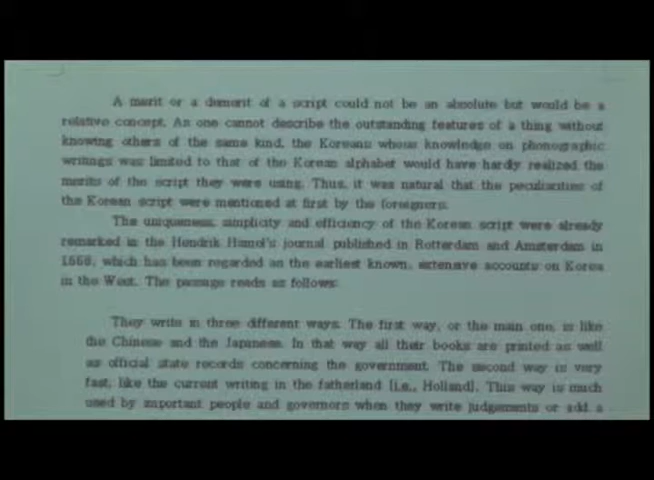 A merit or a demerit of a script could not be an absolute but would be a
relative concept. As one cannot describe the outstanding features of a thing without
knowing others of the same kind, the Koreans whose knowledge on phonographic
writings was limited to that of the Korean alphabet would have hardly realized the
merits of the script they were using. Thus, it was natural that the peculiarities of
the Korean script were mentioned at first by the foreigners.
The uniqueness, simplicity and efficiency of the Korean script were already
remarked in the Hendrik Hamel's journal published in Rotterdam and Amsterdam in
1668, which has been regarded as the earliest known, extensive accounts on Korea
in the West. The passage reads as follows:
They write in three different ways. The first way, or the main one, is like
the Chinese and the Japanese. In that way all their books are printed as well
as official state records concerning the government. The second way is very
fast, like the current writing in the fatherland [i.e., Holland]. This way is much
used by important people and governors when they write judgements or add a